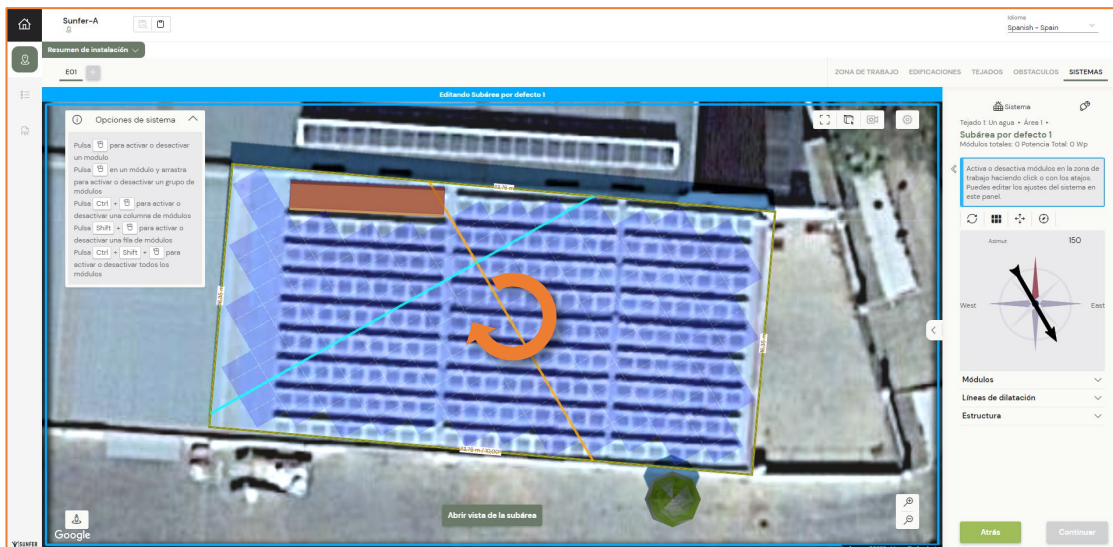 Sunfer-A
Idioma
Spanish - Spain
Resumen de instalación
E01
+
ZONA DE TRABAJO
EDIFICACIONES
TEJADOS
OBSTACULOS
SISTEMAS
Editando Subárea por defecto 1
Opciones de sistema
Pulsa para activar o desactivar
un modulo
Pulsa en un módulo y arrastra
para activar o desactivar un grupo de
módulos
Pulsa Ctrl + para activar o
desactivar una columna de módulos
Pulsa Shift + para activar o
desactivar una fila de módulos
Pulsa Ctrl + Shift + para
activar o desactivar todos los
módulos
Abrir vista de la subárea
Google
Sistema
Tejado 1: Un agua • Área 1 •
Subárea por defecto 1
Módulos totales: 0 Potencia Total: 0 Wp
Activa o desactiva módulos en la zona de
trabajo haciendo click o con los atajos.
Puedes editar los ajustes del sistema en
este panel.
Azimut
150
West
East
Módulos
Líneas de dilatación
Estructura
Atrás
Continuar
SUNFER